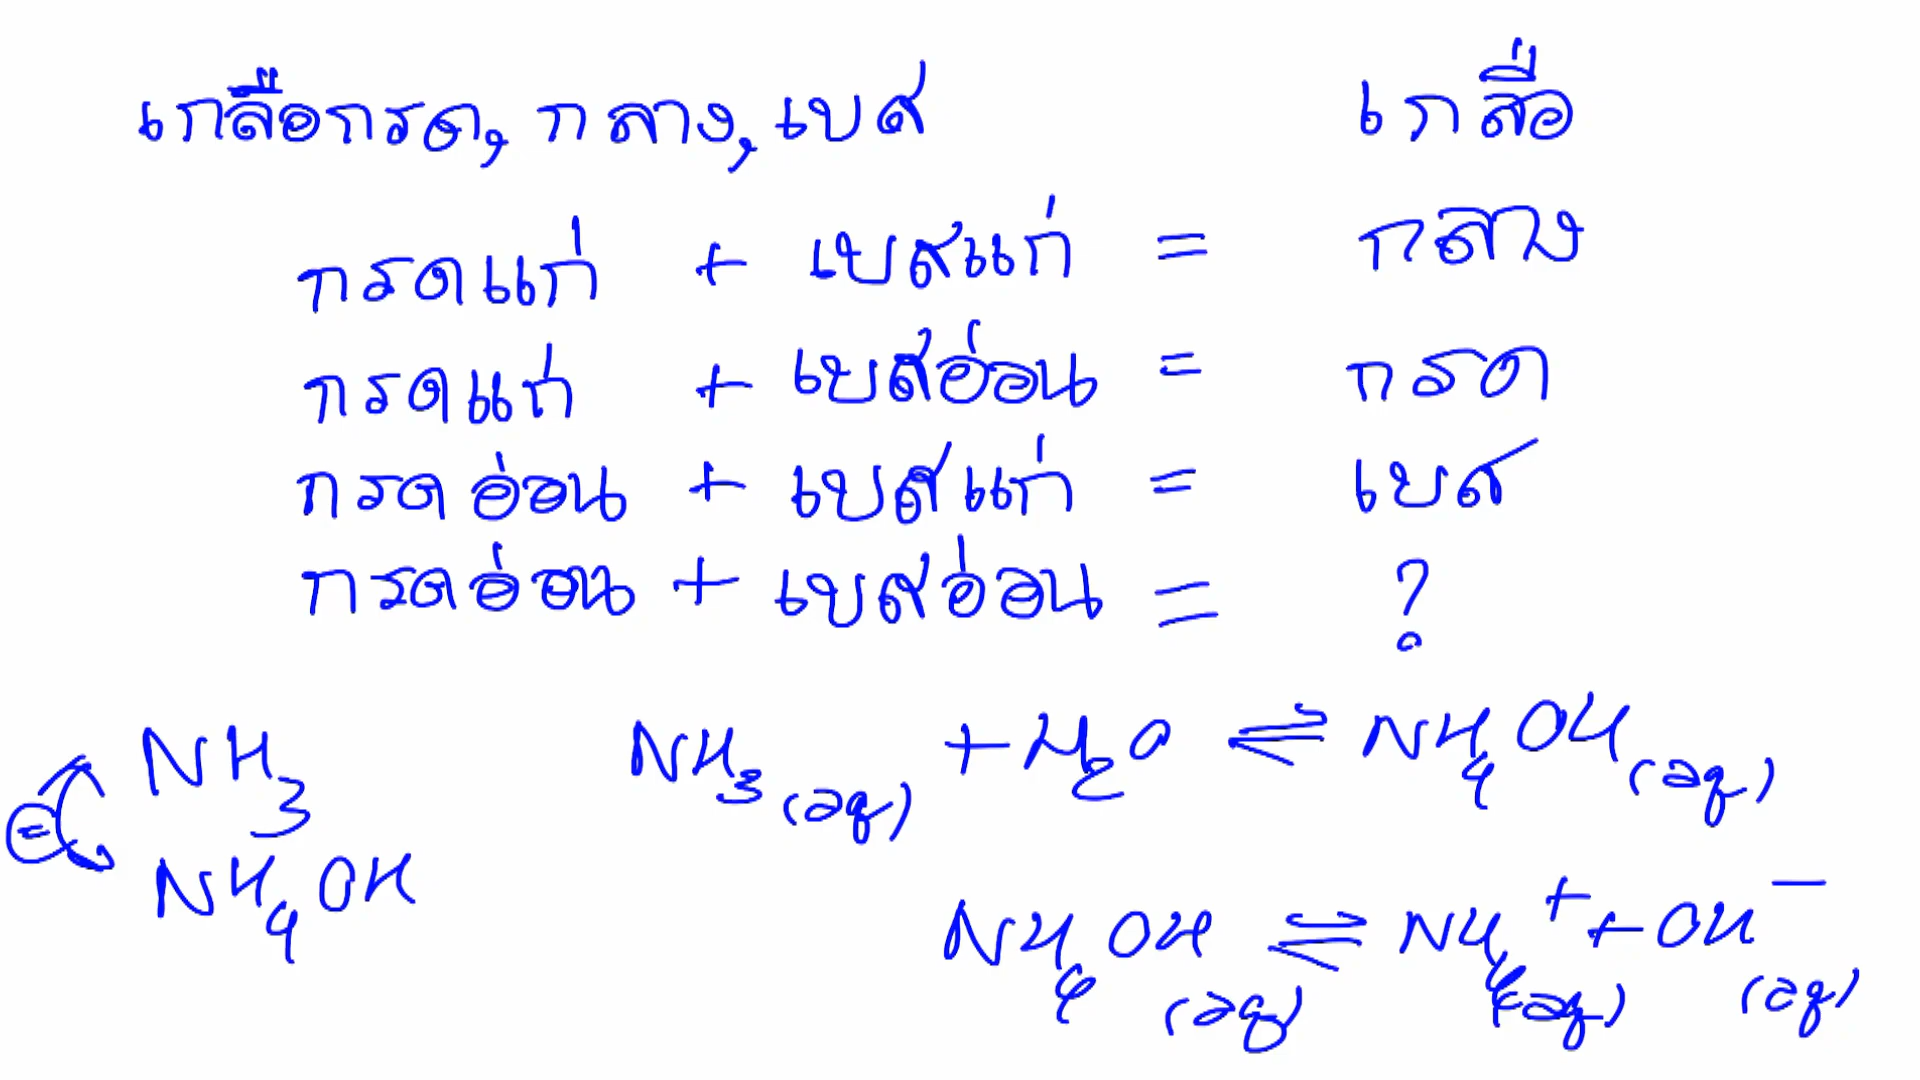 เกลือกรด, กลาง, เบส เกลือ
กรดแก่ + เบสแก่ = กลาง
กรดแก่ + เบสอ่อน = กรด
กรดอ่อน + เบสแก่ = เบส
กรดอ่อน + เบสอ่อน = ?
NH3 NH3(aq) + H2O ⇌ NH4OH(aq)
=
NH4OH
NH4OH(aq) ⇌ NH4+(aq) + OH−(aq)